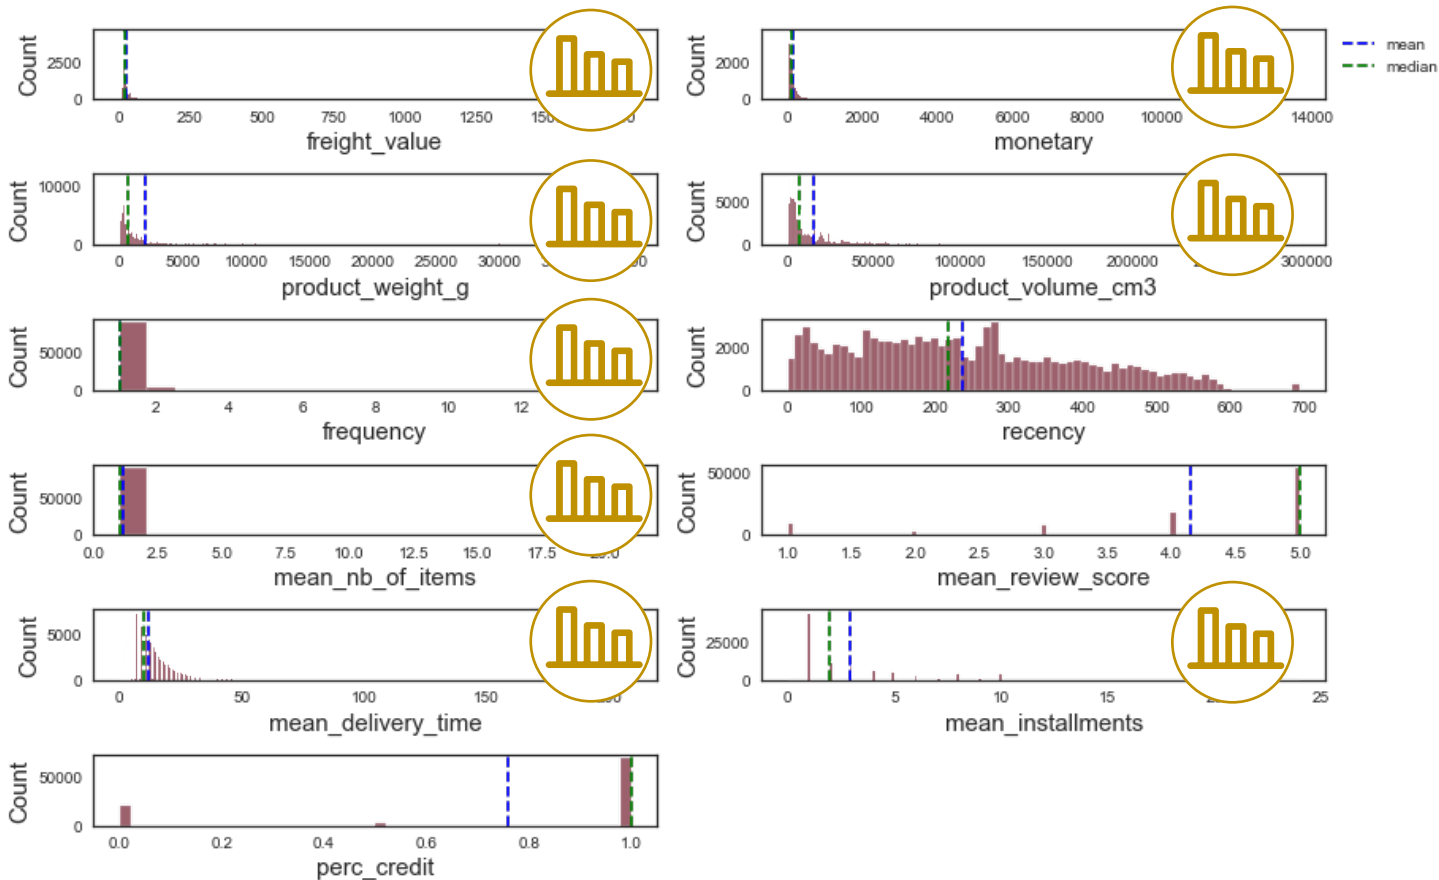 Count
2500
0
0 250 500 750 1000 1250
freight_value
Count
2000
0
0 2000 4000 6000 8000 10000 14000
monetary
mean
median
Count
10000
0
0 5000 10000 15000 20000 25000 30000
product_weight_g
Count
5000
0
0 50000 100000 150000 200000 300000
product_volume_cm3
Count
50000
0
2 4 6 8 10 12
frequency
Count
2000
0
0 100 200 300 400 500 600 700
recency
Count
50000
0
0.0 2.5 5.0 7.5 10.0 12.5 15.0 17.5 20.0
mean_nb_of_items
Count
50000
0
1.0 1.5 2.0 2.5 3.0 3.5 4.0 4.5 5.0
mean_review_score
Count
5000
0
0 50 100 150
mean_delivery_time
Count
25000
0
0 5 10 15 25
mean_installments
Count
50000
0
0.0 0.2 0.4 0.6 0.8 1.0
perc_credit